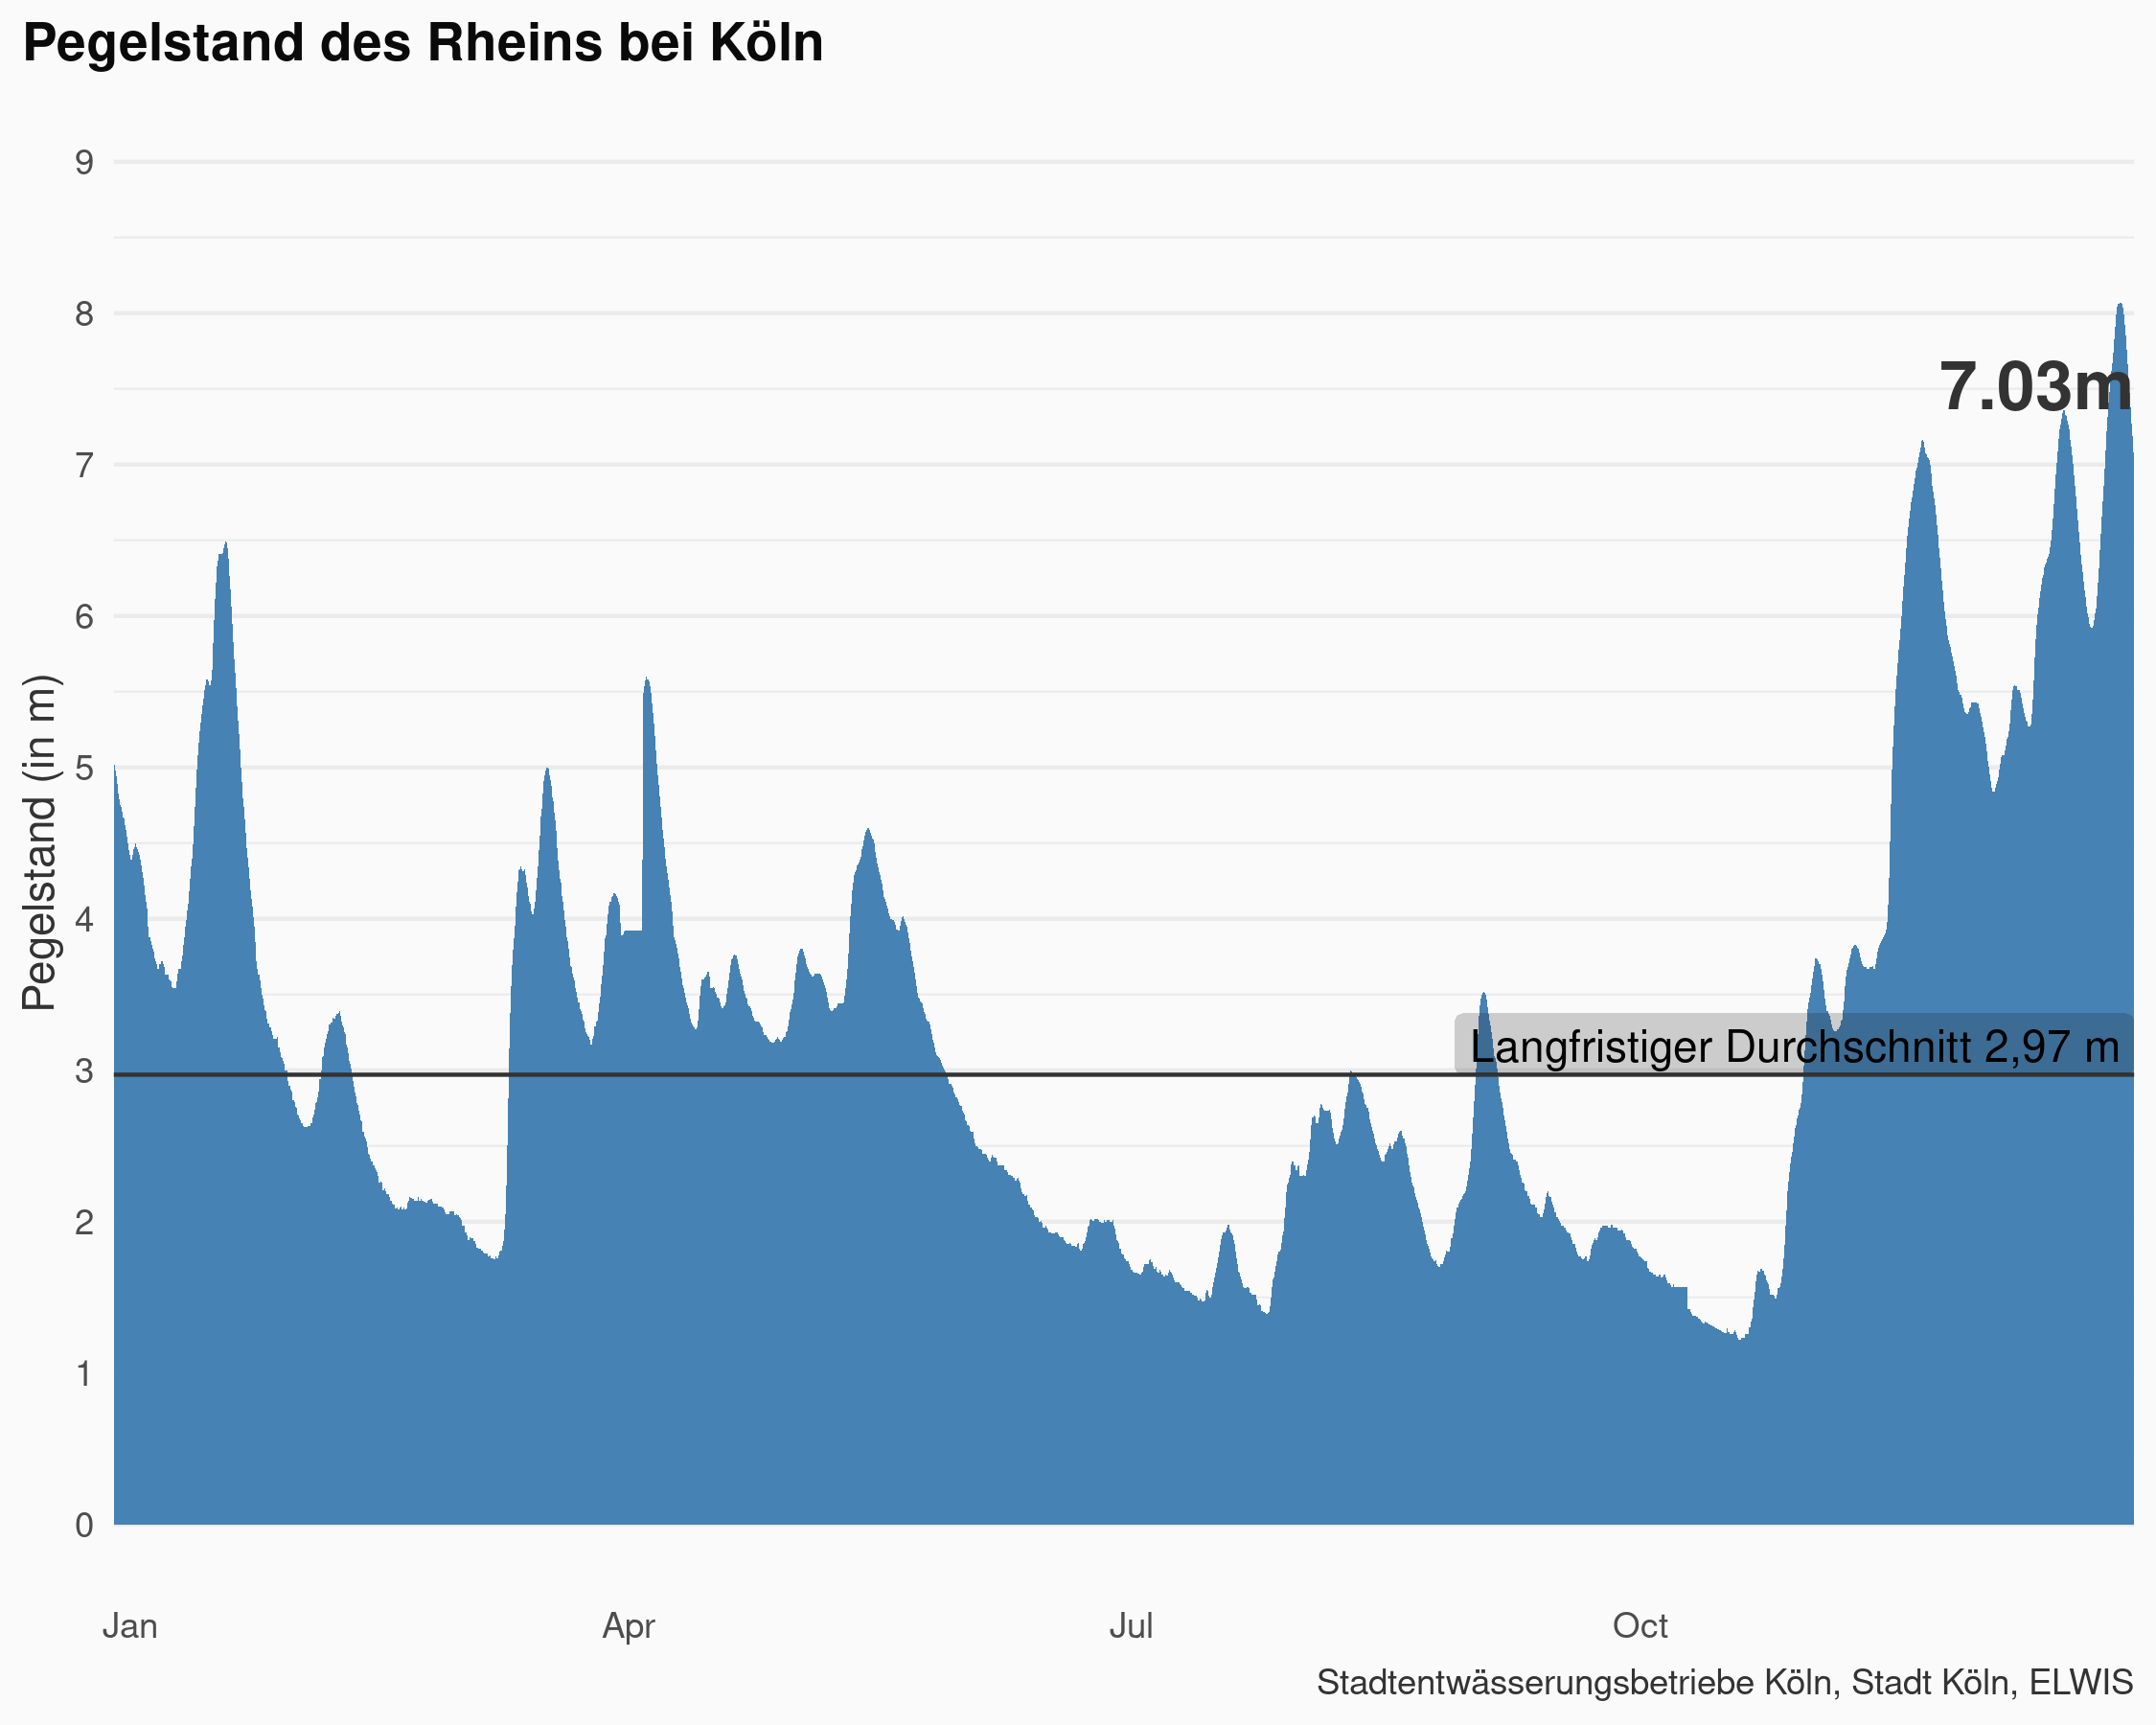 Pegelstand des Rheins bei Köln
Pegelstand (in m)
9
8
7.03m
7
6
5
4
Langfristiger Durchschnitt 2,97 m
3
2
1
0
Jan Apr Jul Oct
Stadtentwässerungsbetriebe Köln, Stadt Köln, ELWIS